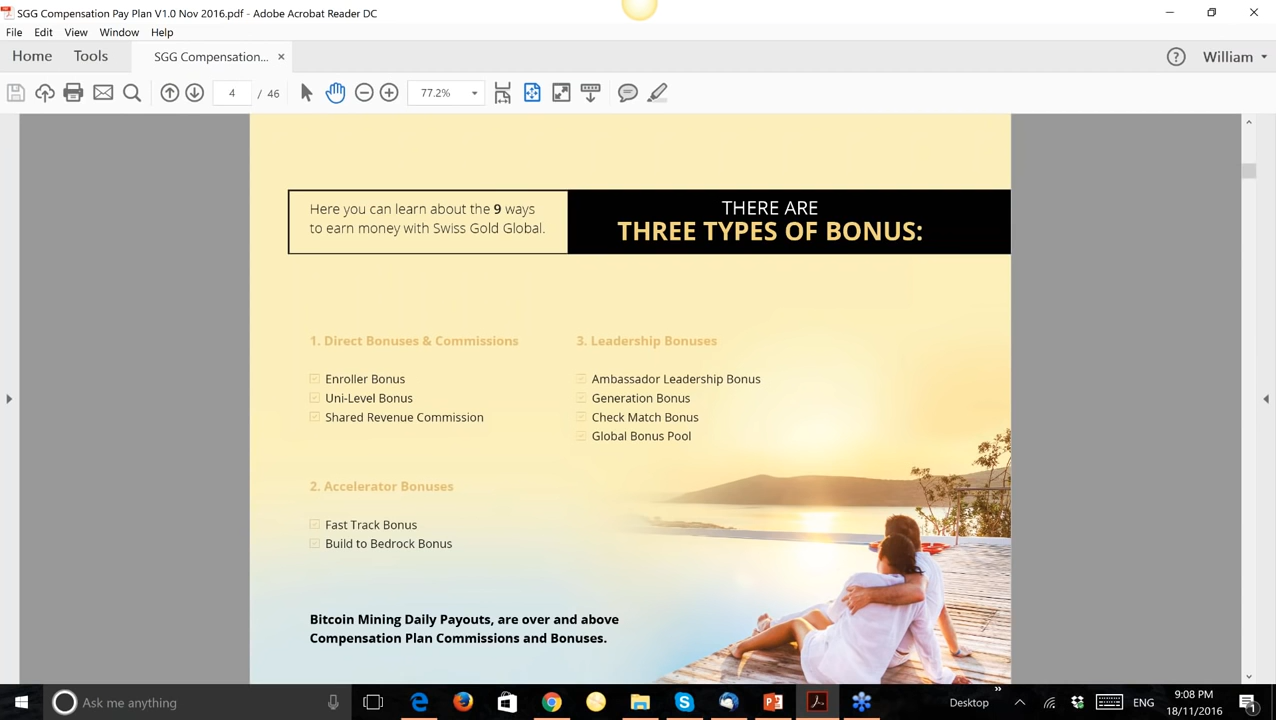 SGG Compensation Pay Plan V1.0 Nov 2016.pdf - Adobe Acrobat Reader DC
File Edit View Window Help
Home Tools SGG Compensation... × ? William
4 / 46 77.2%
Here you can learn about the 9 ways
to earn money with Swiss Gold Global.
THERE ARE
THREE TYPES OF BONUS:
1. Direct Bonuses & Commissions
Enroller Bonus
Uni-Level Bonus
Shared Revenue Commission
2. Accelerator Bonuses
Fast Track Bonus
Build to Bedrock Bonus
3. Leadership Bonuses
Ambassador Leadership Bonus
Generation Bonus
Check Match Bonus
Global Bonus Pool
Bitcoin Mining Daily Payouts, are over and above
Compensation Plan Commissions and Bonuses.
Ask me anything
Desktop
ENG
9:08 PM
18/11/2016
1